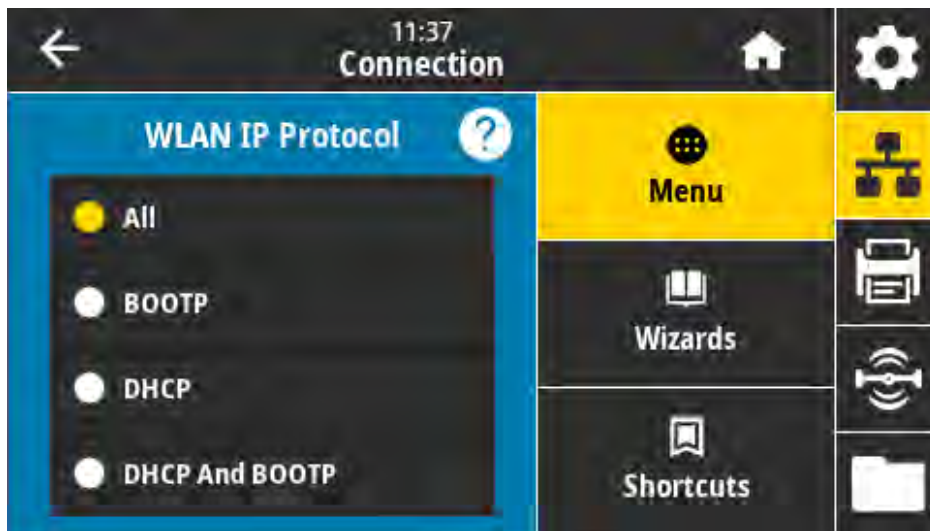 11:37
Connection
WLAN IP Protocol
?
All
BOOTP
DHCP
DHCP And BOOTP
Menu
Wizards
Shortcuts